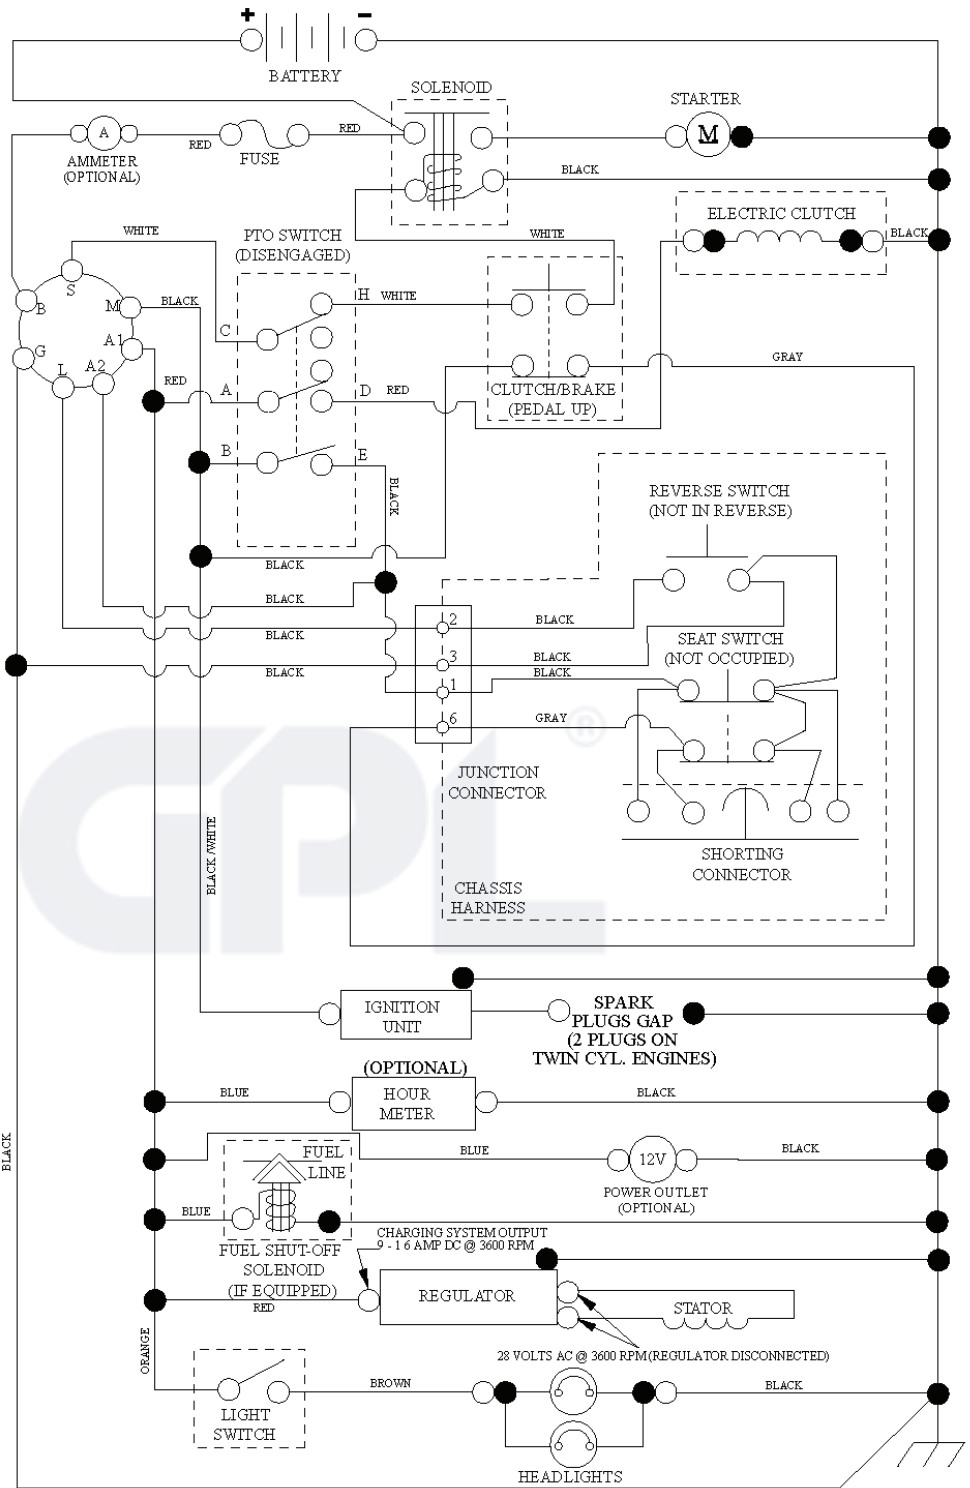 +
−
BATTERY
SOLENOID
STARTER
A
RED
FUSE
RED
M
AMMETER
(OPTIONAL)
BLACK
ELECTRIC CLUTCH
BLACK
WHITE
PTO SWITCH
(DISENGAGED)
WHITE
S
B
M
BLACK
H
WHITE
C
G
A1
L
A2
RED
A
D
RED
CLUTCH/BRAKE
(PEDAL UP)
GRAY
B
E
BLACK
REVERSE SWITCH
(NOT IN REVERSE)
BLACK
BLACK
BLACK
2
BLACK
SEAT SWITCH
(NOT OCCUPIED)
3
BLACK
BLACK
BLACK
1
6
GRAY
GPL
®
JUNCTION
CONNECTOR
BLACK /WHITE
SHORTING
CONNECTOR
CHASSIS
HARNESS
IGNITION
UNIT
SPARK
PLUGS GAP
(2 PLUGS ON
TWIN CYL. ENGINES)
(OPTIONAL)
HOUR
METER
BLUE
BLACK
BLACK
FUEL
LINE
BLUE
12V
BLACK
POWER OUTLET
(OPTIONAL)
BLUE
CHARGING SYSTEM OUTPUT
9 - 1 6 AMP DC @ 3600 RPM
FUEL SHUT-OFF
SOLENOID
(IF EQUIPPED)
RED
REGULATOR
STATOR
ORANGE
28 VOLTS AC @ 3600 RPM (REGULATOR DISCONNECTED)
BROWN
BLACK
LIGHT
SWITCH
HEADLIGHTS